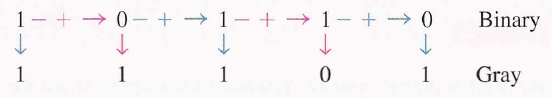 1 - + → 0 - + → 1 - + → 1 - + → 0 Binary
↓ ↓ ↓ ↓ ↓
1 1 1 0 1 Gray